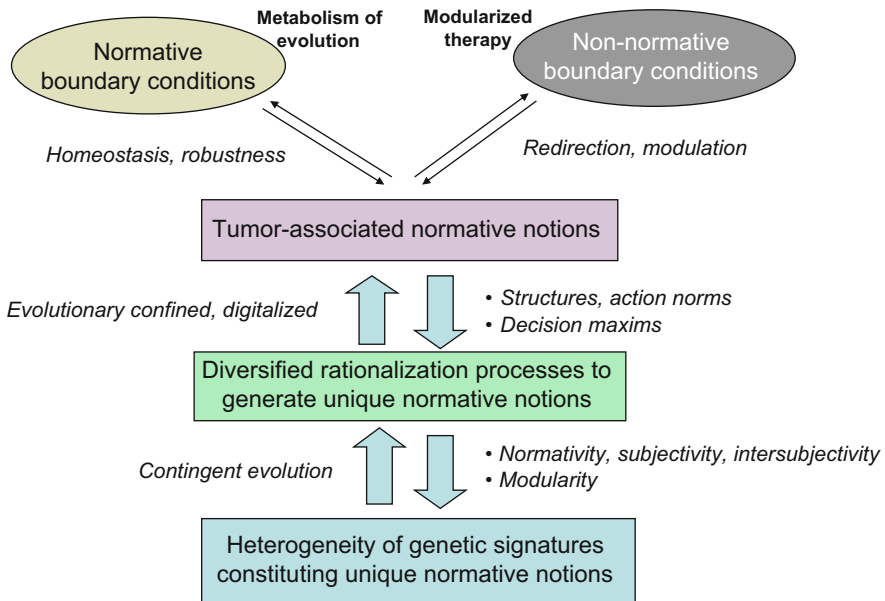 Normative
boundary conditions
Metabolism of
evolution
Modularized
therapy
Non-normative
boundary conditions
Homeostasis, robustness
Redirection, modulation
Tumor-associated normative notions
Evolutionary confined, digitalized
• Structures, action norms
• Decision maxims
Diversified rationalization processes to
generate unique normative notions
Contingent evolution
• Normativity, subjectivity, intersubjectivity
• Modularity
Heterogeneity of genetic signatures
constituting unique normative notions